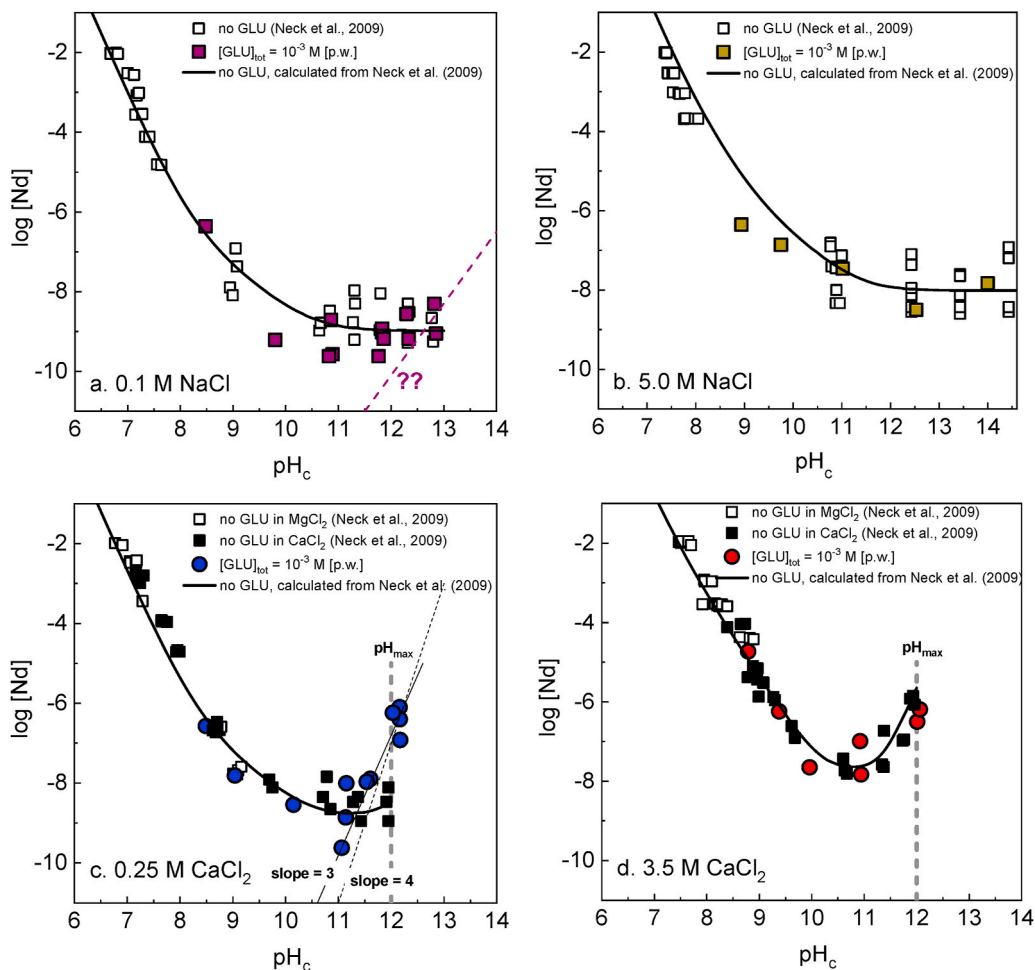 no GLU (Neck et al., 2009)
[GLU]tot = 10-3 M [p.w.]
no GLU, calculated from Neck et al. (2009)
-2
-4
-6
-8
-10
log [Nd]
??
a. 0.1 M NaCl
6 7 8 9 10 11 12 13 14
pHc
no GLU (Neck et al., 2009)
[GLU]tot = 10-3 M [p.w.]
no GLU, calculated from Neck et al. (2009)
-2
-4
-6
-8
-10
log [Nd]
b. 5.0 M NaCl
7 8 9 10 11 12 13 14
pHc
no GLU in MgCl2 (Neck et al., 2009)
no GLU in CaCl2 (Neck et al., 2009)
[GLU]tot = 10-3 M [p.w.]
no GLU, calculated from Neck et al. (2009)
-2
-4
-6
-8
-10
log [Nd]
pHmax
c. 0.25 M CaCl2
slope = 3
slope = 4
6 7 8 9 10 11 12 13 14
pHc
no GLU in MgCl2 (Neck et al., 2009)
no GLU in CaCl2 (Neck et al., 2009)
[GLU]tot = 10-3 M [p.w.]
no GLU, calculated from Neck et al. (2009)
-2
-4
-6
-8
-10
log [Nd]
pHmax
d. 3.5 M CaCl2
6 7 8 9 10 11 12 13 14
pHc